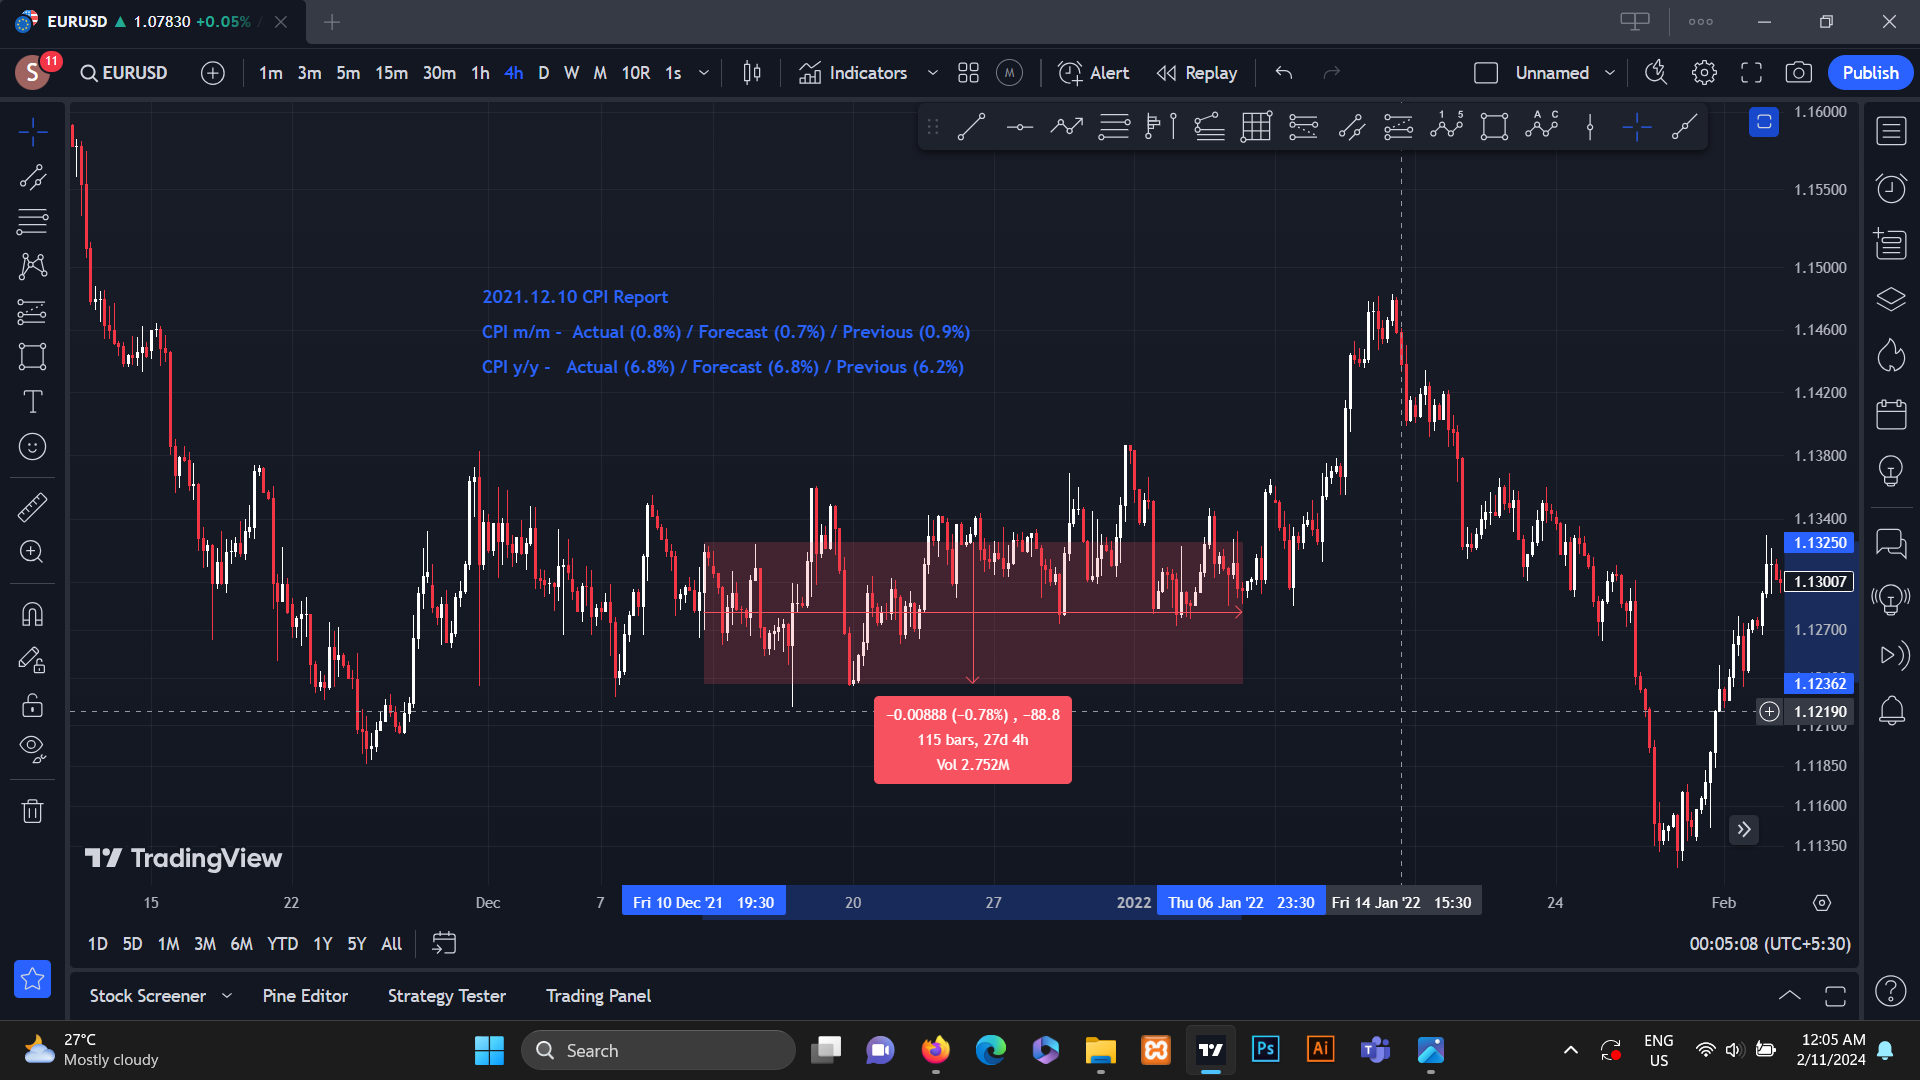 EURUSD ▲ 1.07830 +0.05% /
S 11 EURUSD 1m 3m 5m 15m 30m 1h 4h D W M 10R 1s Indicators M Alert Replay Unnamed Publish
1 5 A C
1.16000
1.15500
1.15000
2021.12.10 CPI Report
CPI m/m - Actual (0.8%) / Forecast (0.7%) / Previous (0.9%)
1.14600
CPI y/y - Actual (6.8%) / Forecast (6.8%) / Previous (6.2%)
1.14200
1.13800
1.13400
1.13250
1.13007
1.12700
1.12362
1.12190
1.12100
−0.00888 (−0.78%) , −88.8
115 bars, 27d 4h
Vol 2.752M
1.11850
1.11600
1.11350
TradingView
15 22 Dec 7 Fri 10 Dec '21 19:30 20 27 2022 Thu 06 Jan '22 23:30 Fri 14 Jan '22 15:30 24 Feb
1D 5D 1M 3M 6M YTD 1Y 5Y All 00:05:08 (UTC+5:30)
Stock Screener Pine Editor Strategy Tester Trading Panel
27°C
Mostly cloudy
Search
Ps Ai T
ENG
US
12:05 AM
2/11/2024